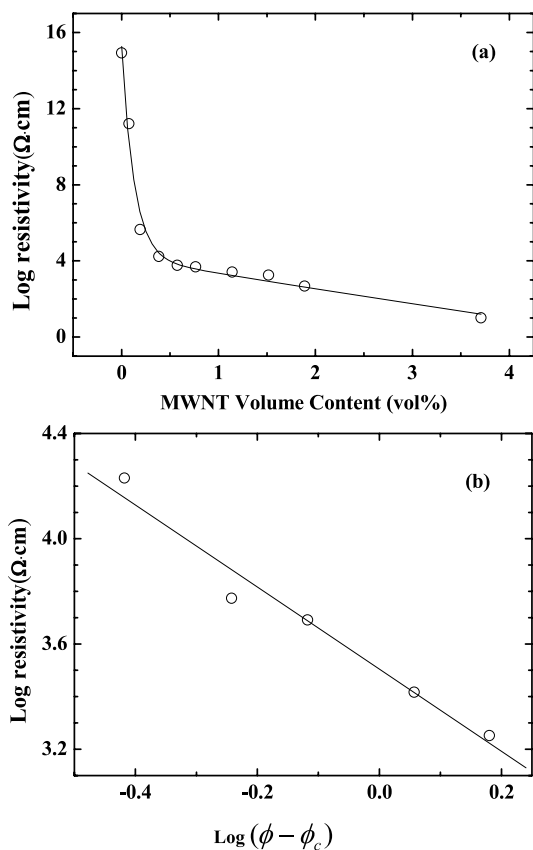 (a)
Log resistivity(Ω·cm)
16
12
8
4
0
0 1 2 3 4
MWNT Volume Content (vol%)
(b)
Log resistivity(Ω·cm)
4.4
4.0
3.6
3.2
-0.4 -0.2 0.0 0.2
Log (ϕ − ϕc)